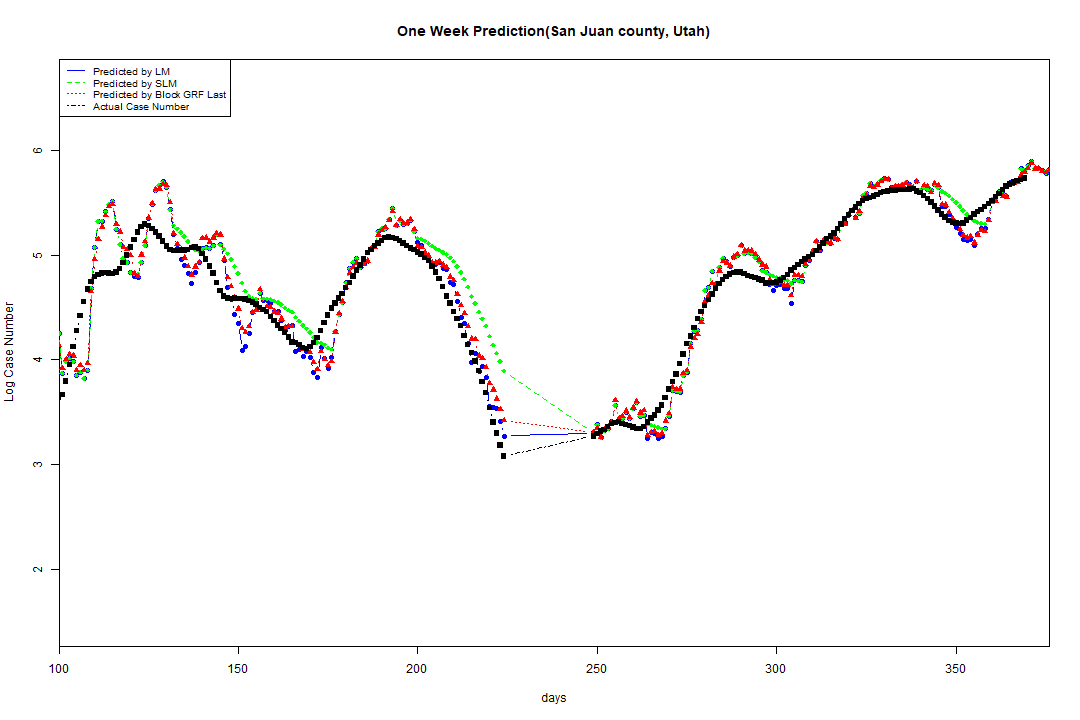 One Week Prediction(San Juan county, Utah)
Predicted by LM
Predicted by SLM
Predicted by Block GRF Last
Actual Case Number
6
5
4
3
2
Log Case Number
100 150 200 250 300 350
days